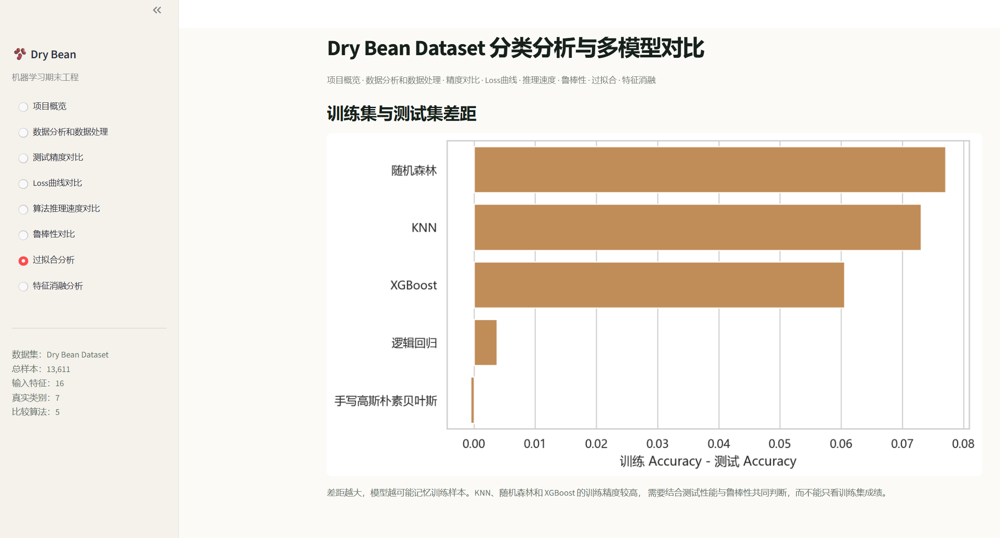 Dry Bean
机器学习期末工程
项目概览
数据分析和数据处理
测试精度对比
Loss曲线对比
算法推理速度对比
鲁棒性对比
过拟合分析
特征消融分析
数据集：Dry Bean Dataset
总样本：13,611
输入特征：16
真实类别：7
比较算法：5
Dry Bean Dataset 分类分析与多模型对比
项目概览 · 数据分析和数据处理 · 精度对比 · Loss曲线 · 推理速度 · 鲁棒性 · 过拟合 · 特征消融
训练集与测试集差距
随机森林
KNN
XGBoost
逻辑回归
手写高斯朴素贝叶斯
0.00 0.01 0.02 0.03 0.04 0.05 0.06 0.07 0.08
训练 Accuracy - 测试 Accuracy
差距越大，模型越可能记忆训练样本。KNN、随机森林和 XGBoost 的训练精度较高， 需要结合测试性能与鲁棒性共同判断，而不能只看训练集成绩。